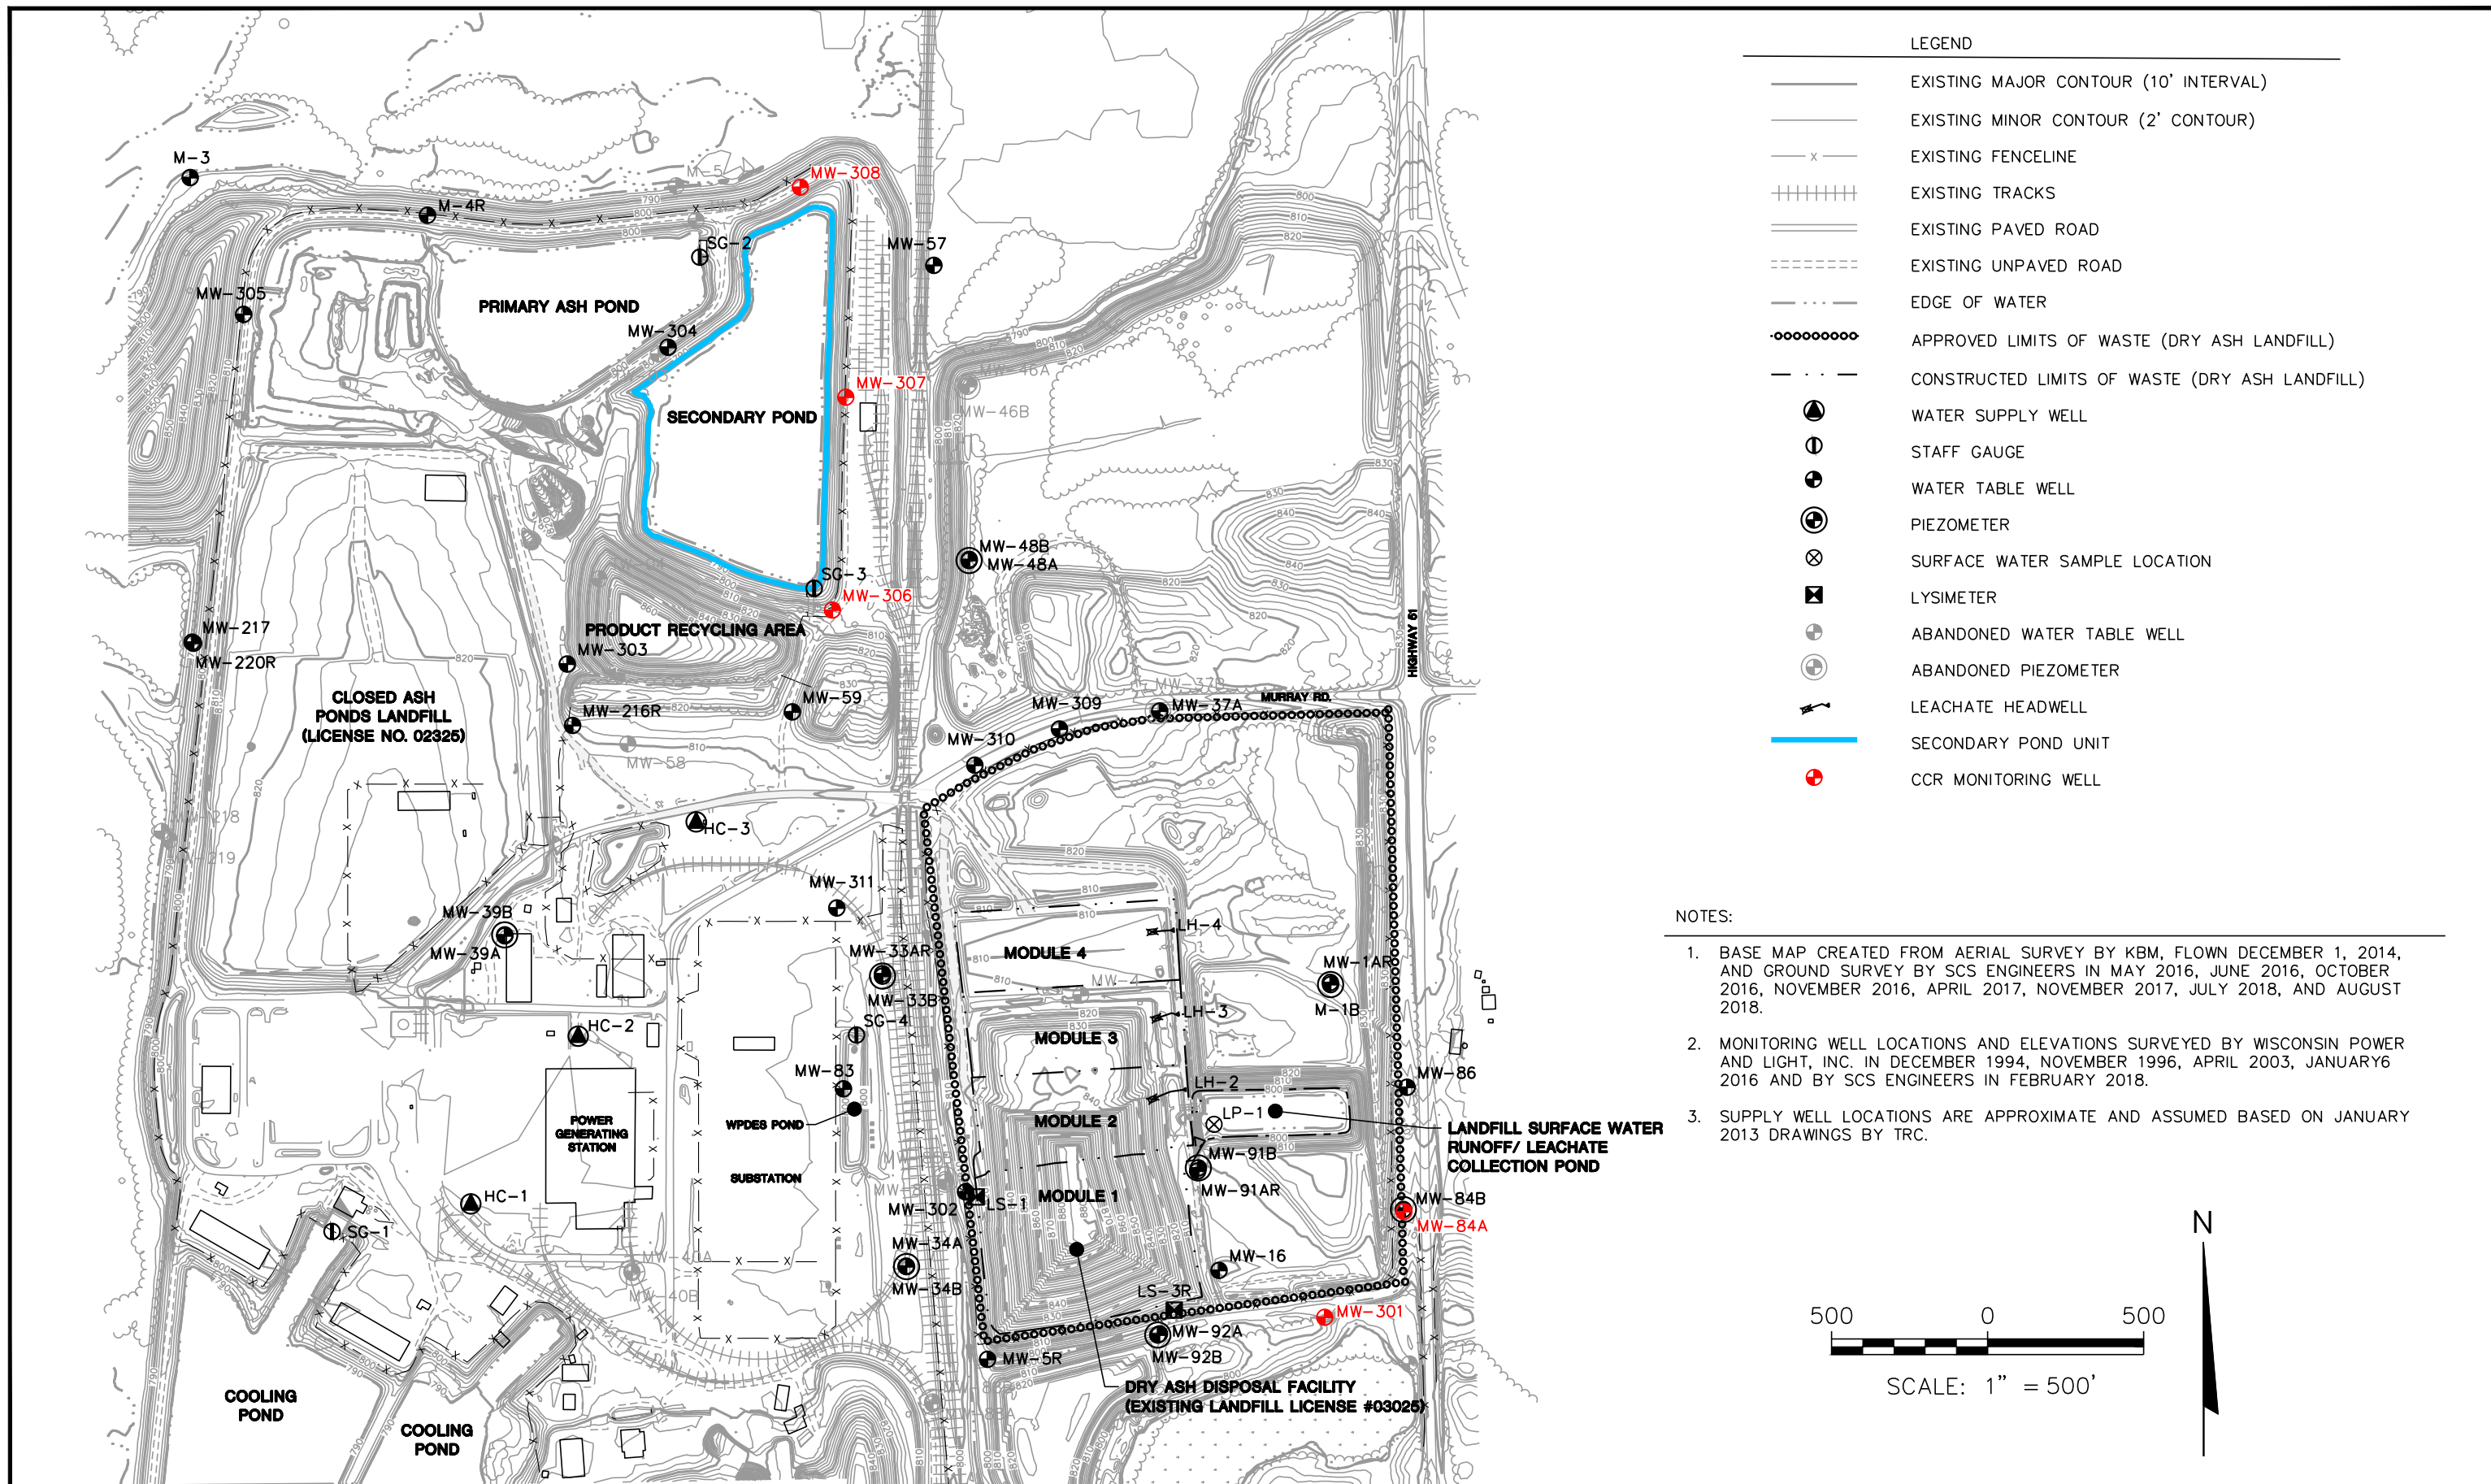 LEGEND
EXISTING MAJOR CONTOUR (10' INTERVAL)
EXISTING MINOR CONTOUR (2' CONTOUR)
EXISTING FENCELINE
EXISTING TRACKS
EXISTING PAVED ROAD
EXISTING UNPAVED ROAD
EDGE OF WATER
APPROVED LIMITS OF WASTE (DRY ASH LANDFILL)
CONSTRUCTED LIMITS OF WASTE (DRY ASH LANDFILL)
WATER SUPPLY WELL
STAFF GAUGE
WATER TABLE WELL
PIEZOMETER
SURFACE WATER SAMPLE LOCATION
LYSIMETER
ABANDONED WATER TABLE WELL
ABANDONED PIEZOMETER
LEACHATE HEADWELL
SECONDARY POND UNIT
CCR MONITORING WELL
NOTES:
1. BASE MAP CREATED FROM AERIAL SURVEY BY KBM, FLOWN DECEMBER 1, 2014,
AND GROUND SURVEY BY SCS ENGINEERS IN MAY 2016, JUNE 2016, OCTOBER
2016, NOVEMBER 2016, APRIL 2017, NOVEMBER 2017, JULY 2018, AND AUGUST
2018.
2. MONITORING WELL LOCATIONS AND ELEVATIONS SURVEYED BY WISCONSIN POWER
AND LIGHT, INC. IN DECEMBER 1994, NOVEMBER 1996, APRIL 2003, JANUARY6
2016 AND BY SCS ENGINEERS IN FEBRUARY 2018.
3. SUPPLY WELL LOCATIONS ARE APPROXIMATE AND ASSUMED BASED ON JANUARY
2013 DRAWINGS BY TRC.
N
500 0 500
SCALE: 1" = 500'
M-3
MW-308
M-4R
SG-2
MW-57
MW-305
PRIMARY ASH POND
MW-304
MW-46A
MW-307
MW-46B
SECONDARY POND
MW-48B
MW-48A
SG-3
MW-306
PRODUCT RECYCLING AREA
MW-217
MW-220R
MW-303
HIGHWAY 51
CLOSED ASH
PONDS LANDFILL
(LICENSE NO. 02325)
MW-59
MW-37B
MURRAY RD.
MW-216R
MW-309
MW-37A
MW-310
MW-58
HC-3
MW-311
MW-39B
MW-39A
LH-4
MODULE 4
MW-33AR
MW-33B
MW-4
MW-1AR
M-1B
LH-3
SG-4
HC-2
MODULE 3
MW-83
LH-2
MW-86
LP-1
POWER
GENERATING
STATION
WPDES POND
MODULE 2
LANDFILL SURFACE WATER
RUNOFF/ LEACHATE
COLLECTION POND
MW-91B
MW-91AR
SUBSTATION
MODULE 1
HC-1
MW-302
LS-1
MW-84B
MW-84A
SG-1
MW-34A
MW-34B
MW-40A
MW-40B
MW-16
LS-3R
MW-301
MW-92A
MW-92B
MW-5R
DRY ASH DISPOSAL FACILITY
(EXISTING LANDFILL LICENSE #03025)
COOLING
POND
COOLING
POND